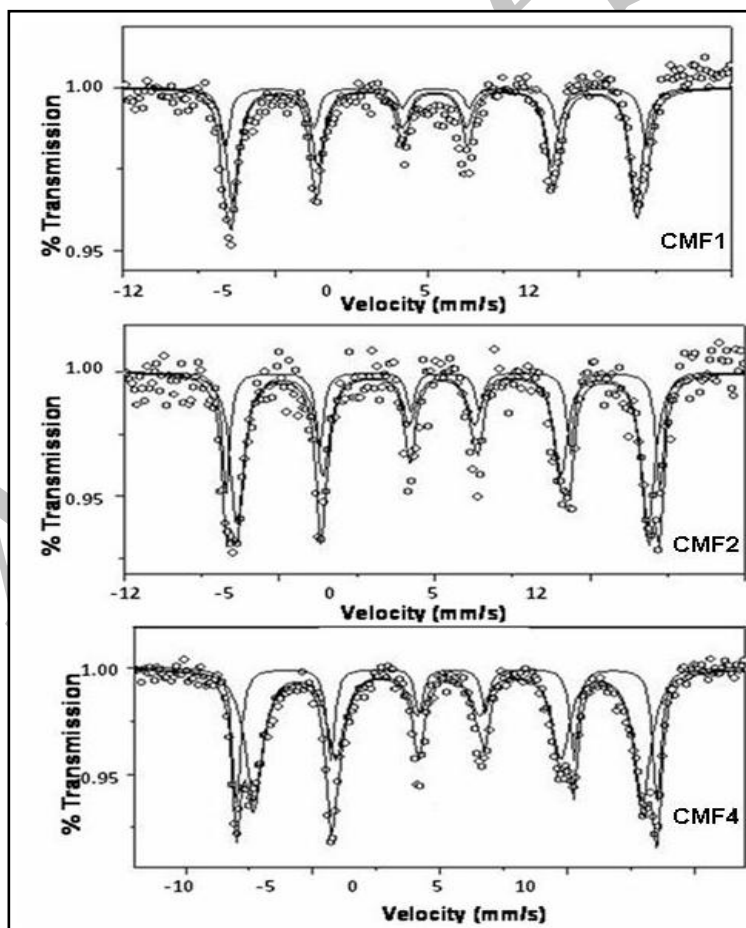 1.00
% Transmission
0.95
CMF1
-12 -5 0 5 12
Velocity (mm/s)
1.00
% Transmission
0.95
CMF2
-12 -5 0 5 12
Velocity (mm/s)
1.00
% Transmission
0.95
CMF4
-10 -5 0 5 10
Velocity (mm/s)